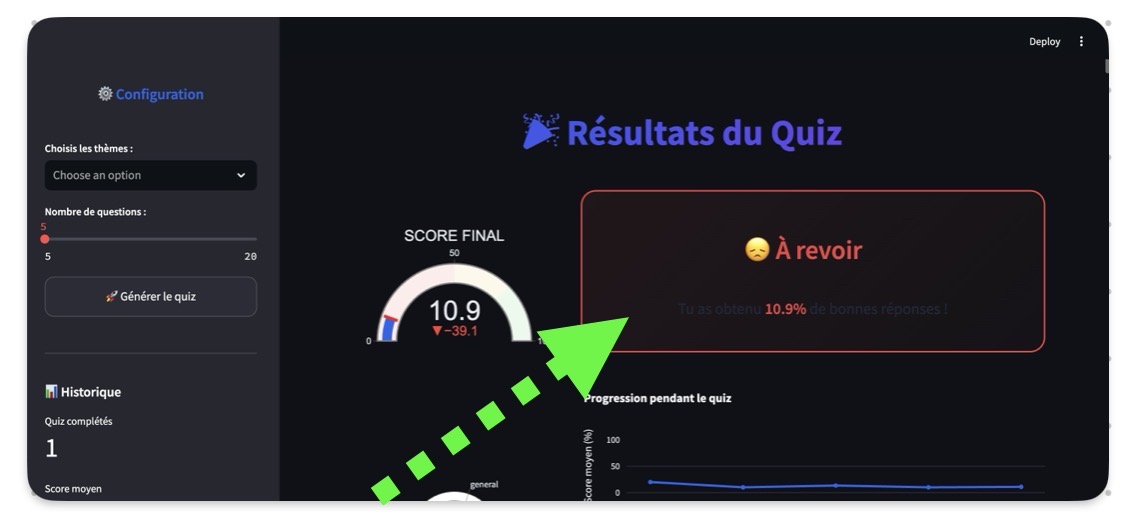 Deploy
Configuration
Choisis les thèmes :
Choose an option
Nombre de questions :
5
5 20
Générer le quiz
Historique
Quiz complétés
1
Score moyen
Résultats du Quiz
SCORE FINAL
50
10.9
▼−39.1
0
À revoir
Tu as obtenu 10.9% de bonnes réponses !
Progression pendant le quiz
Score moyen (%)
100
50
0
general